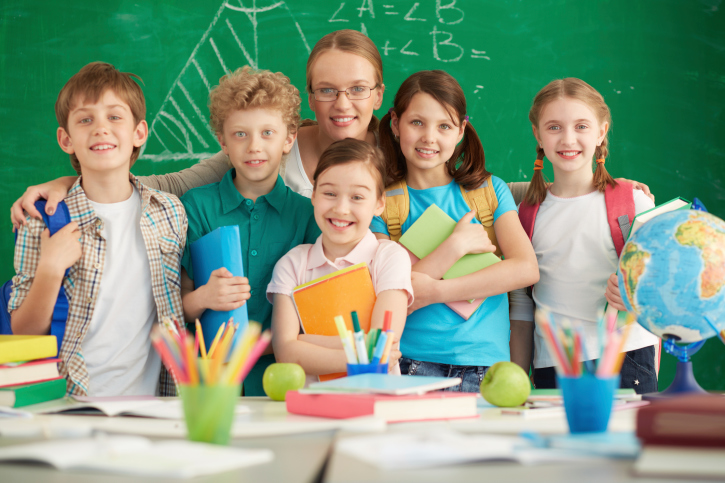 ∠A = ∠B
+ ∠B =